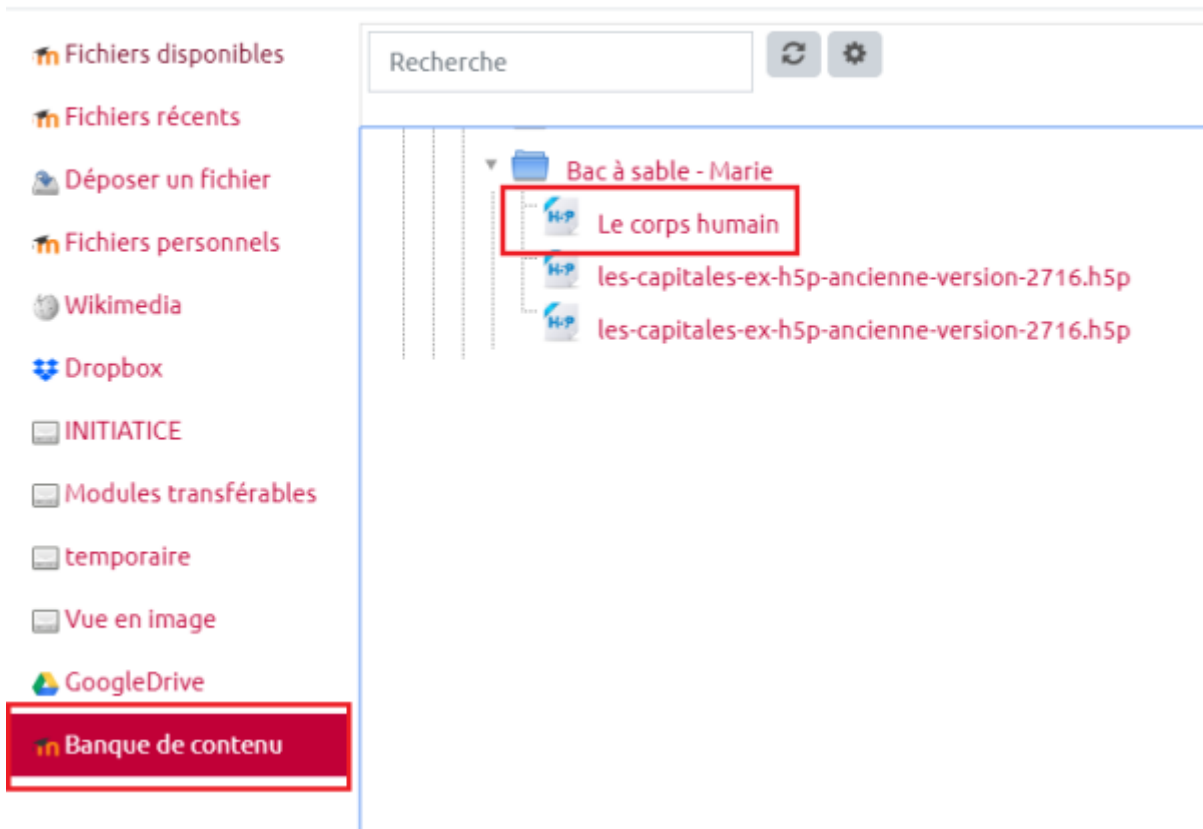 Fichiers disponibles
Fichiers récents
Déposer un fichier
Fichiers personnels
Wikimedia
Dropbox
INITIATICE
Modules transférables
temporaire
Vue en image
GoogleDrive
Banque de contenu
Recherche
Bac à sable - Marie
H-P Le corps humain
H-P les-capitales-ex-h5p-ancienne-version-2716.h5p
H-P les-capitales-ex-h5p-ancienne-version-2716.h5p